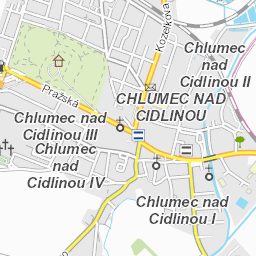 Kozelkova
Chlumec
nad
Cidlinou II
Pražská
CHLUMEC NAD
CIDLINOU
Chlumec nad
Cidlinou III
Chlumec
nad
Cidlinou IV
Chlumec nad
Cidlinou I